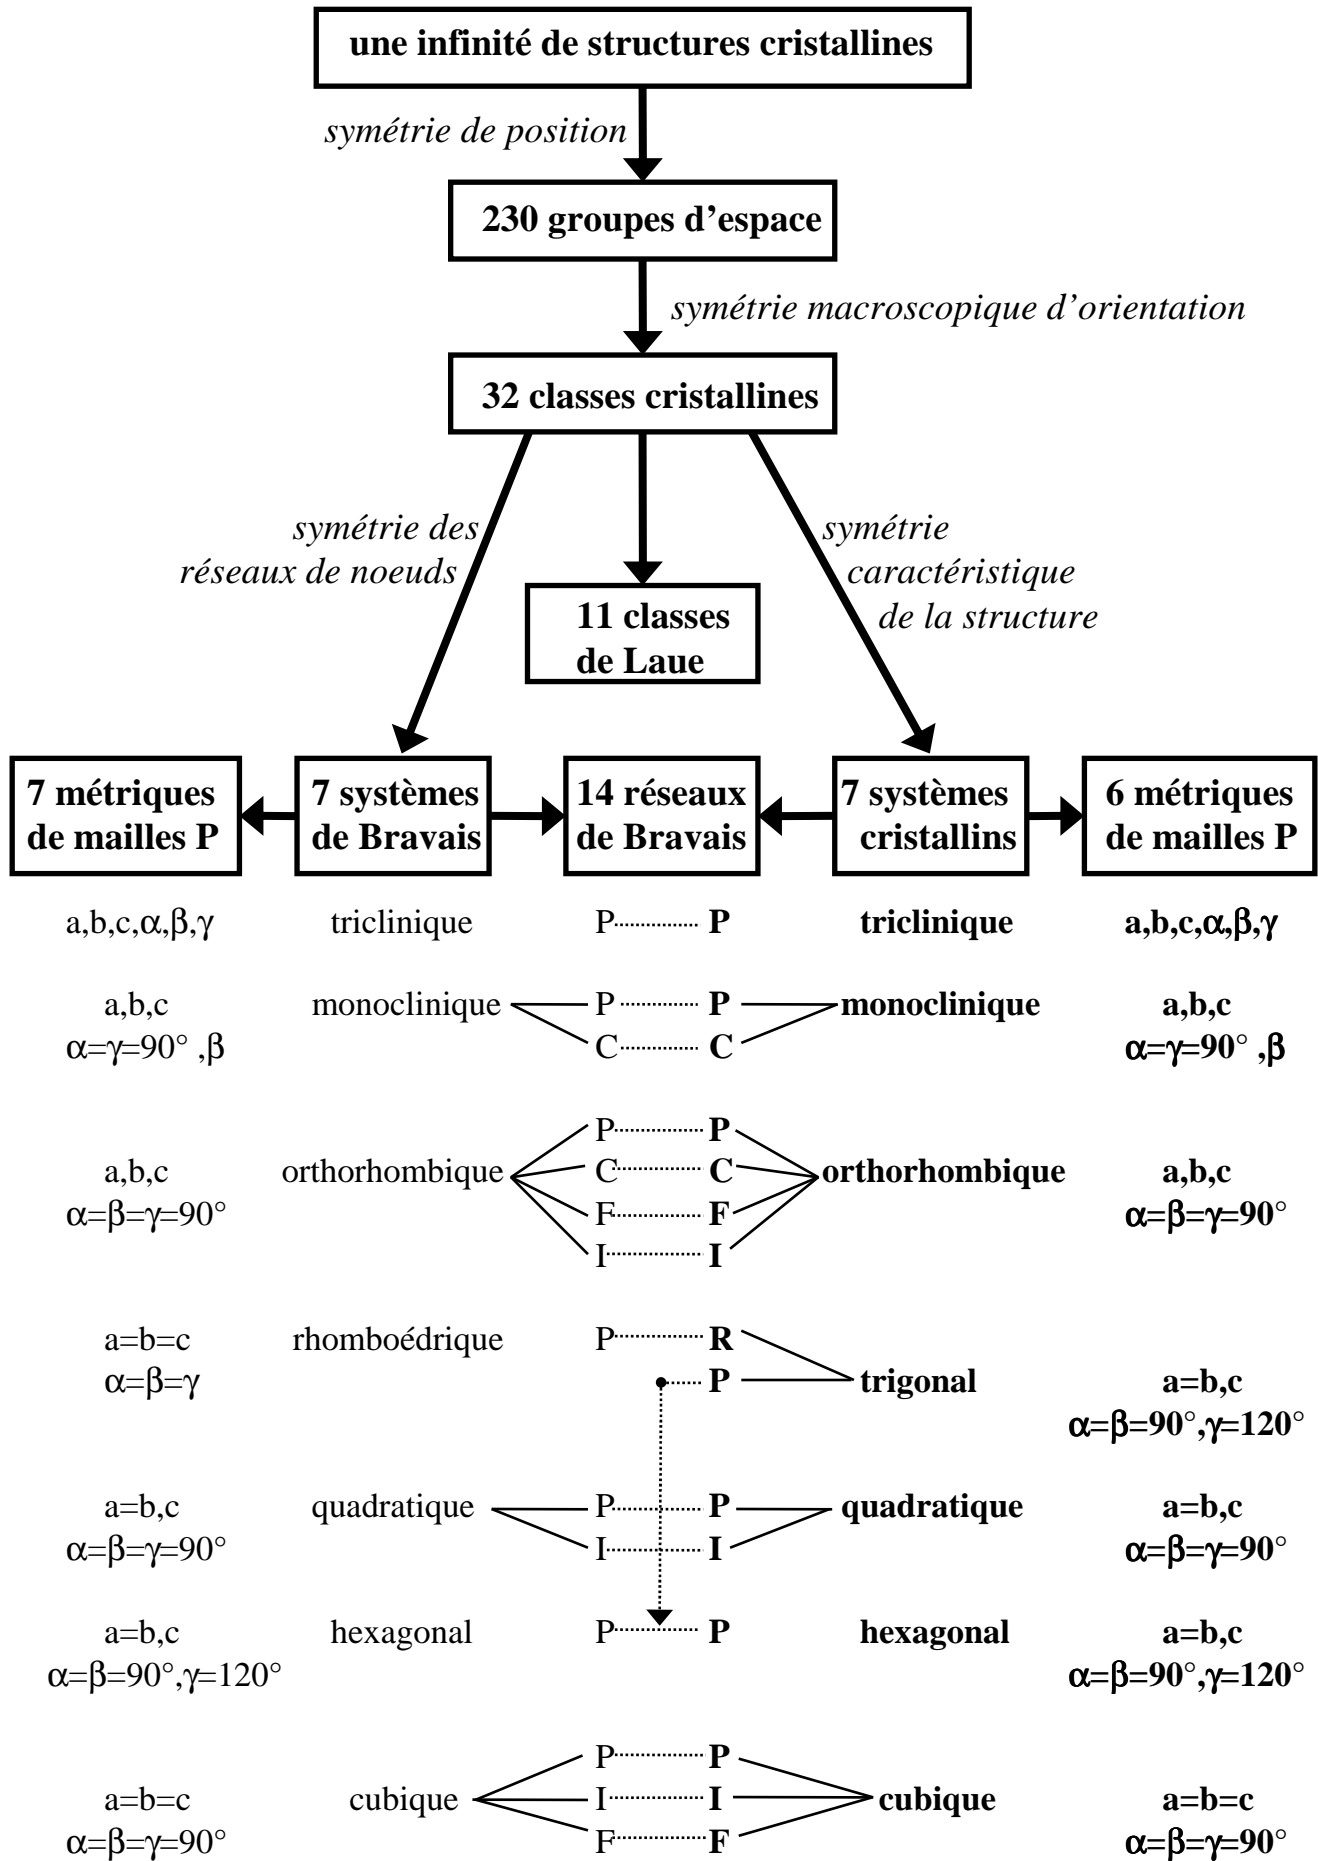 une infinité de structures cristallines
symétrie de position
230 groupes d’espace
symétrie macroscopique d’orientation
32 classes cristallines
symétrie des
réseaux de noeuds
symétrie
caractéristique
de la structure
11 classes
de Laue
7 métriques
de mailles P
7 systèmes
de Bravais
14 réseaux
de Bravais
7 systèmes
cristallins
6 métriques
de mailles P
a,b,c,α,β,γ triclinique P P triclinique a,b,c,α,β,γ
a,b,c monoclinique P P monoclinique a,b,c
α=γ=90° ,β C C α=γ=90° ,β
P P
a,b,c orthorhombique C C orthorhombique a,b,c
α=β=γ=90° F F α=β=γ=90°
I I
a=b=c rhomboédrique P R
α=β=γ P trigonal a=b,c
α=β=90°,γ=120°
a=b,c quadratique P P quadratique a=b,c
α=β=γ=90° I I α=β=γ=90°
a=b,c hexagonal P P hexagonal a=b,c
α=β=90°,γ=120° α=β=90°,γ=120°
P P
a=b=c cubique I I cubique a=b=c
α=β=γ=90° F F α=β=γ=90°